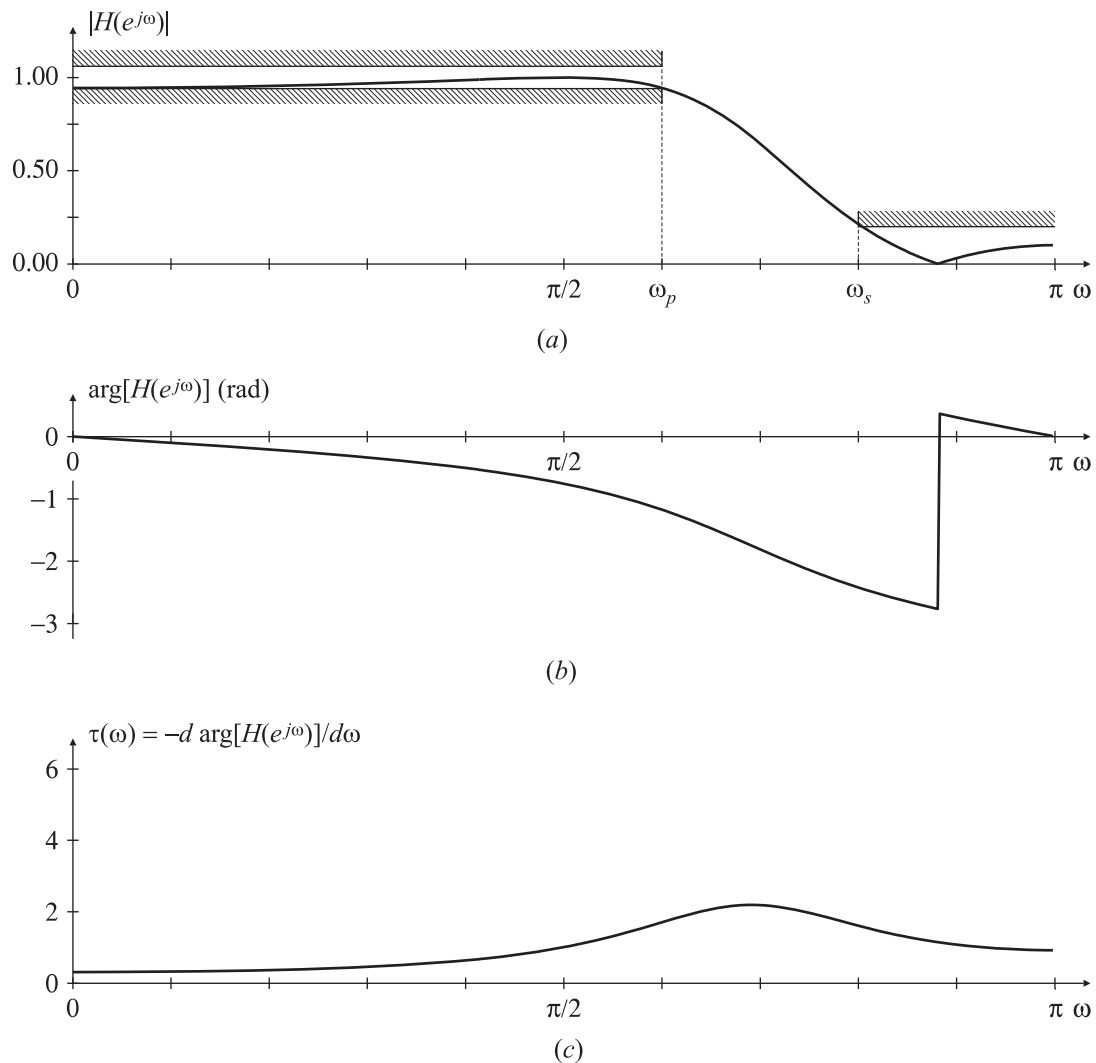 |H(e^{jω})|
1.00
0.50
0.00
0 π/2 ω_p ω_s π ω
(a)
arg[H(e^{jω})] (rad)
0
0 π/2 π ω
–1
–2
–3
(b)
τ(ω) = –d arg[H(e^{jω})]/dω
6
4
2
0
0 π/2 π ω
(c)